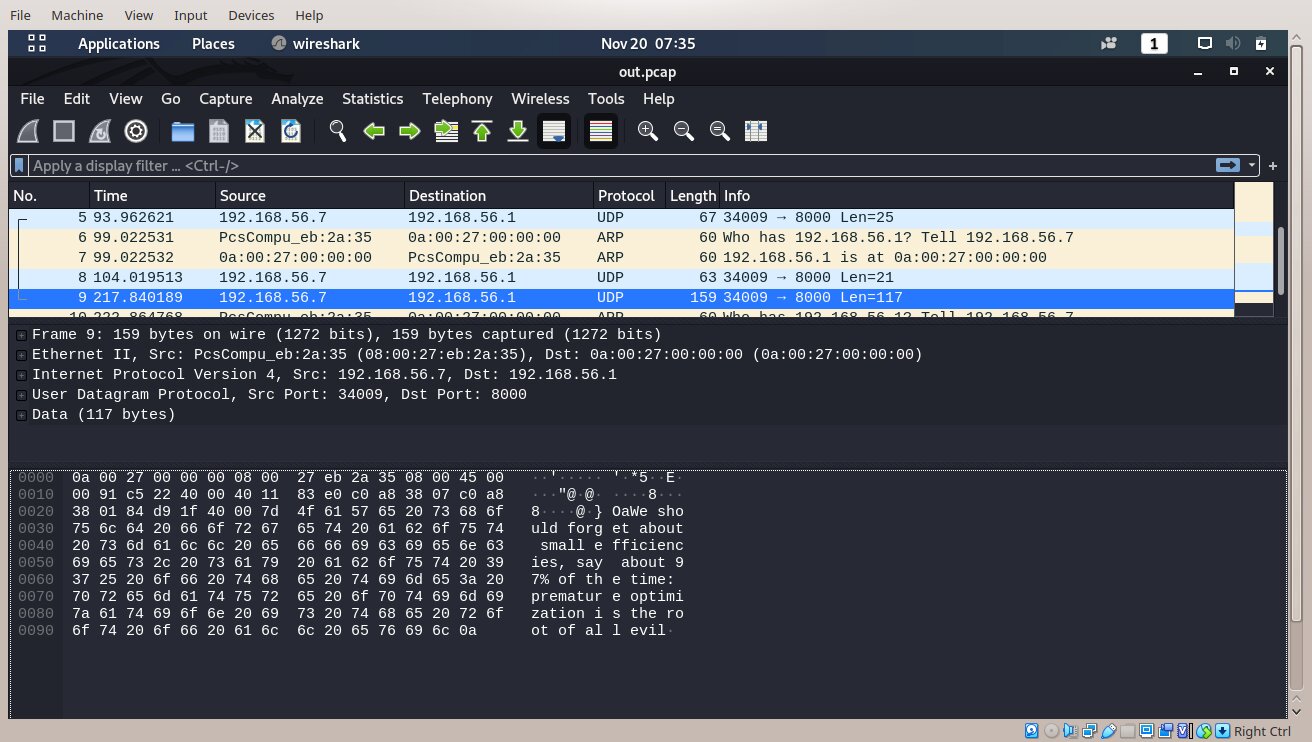 File Machine View Input Devices Help
Applications Places wireshark Nov 20 07:35 1
out.pcap
File Edit View Go Capture Analyze Statistics Telephony Wireless Tools Help
Apply a display filter … <Ctrl-/>
No. Time Source Destination Protocol Length Info
5 93.962621 192.168.56.7 192.168.56.1 UDP 67 34009 → 8000 Len=25
6 99.022531 PcsCompu_eb:2a:35 0a:00:27:00:00:00 ARP 60 Who has 192.168.56.1? Tell 192.168.56.7
7 99.022532 0a:00:27:00:00:00 PcsCompu_eb:2a:35 ARP 60 192.168.56.1 is at 0a:00:27:00:00:00
8 104.019513 192.168.56.7 192.168.56.1 UDP 63 34009 → 8000 Len=21
9 217.840189 192.168.56.7 192.168.56.1 UDP 159 34009 → 8000 Len=117
10 222.864768 PcsCompu_eb:2a:35 0a:00:27:00:00:00 ARP 60 Who has 192.168.56.1? Tell 192.168.56.7
Frame 9: 159 bytes on wire (1272 bits), 159 bytes captured (1272 bits)
Ethernet II, Src: PcsCompu_eb:2a:35 (08:00:27:eb:2a:35), Dst: 0a:00:27:00:00:00 (0a:00:27:00:00:00)
Internet Protocol Version 4, Src: 192.168.56.7, Dst: 192.168.56.1
User Datagram Protocol, Src Port: 34009, Dst Port: 8000
Data (117 bytes)
0000 0a 00 27 00 00 00 08 00 27 eb 2a 35 08 00 45 00 ··'····· '·*5··E·
0010 00 91 c5 22 40 00 40 11 83 e0 c0 a8 38 07 c0 a8 ···"@·@· ····8···
0020 38 01 84 d9 1f 40 00 7d 4f 61 57 65 20 73 68 6f 8····@·} OaWe sho
0030 75 6c 64 20 66 6f 72 67 65 74 20 61 62 6f 75 74 uld forg et about
0040 20 73 6d 61 6c 6c 20 65 66 66 69 63 69 65 6e 63 small e fficienc
0050 69 65 73 2c 20 73 61 79 20 61 62 6f 75 74 20 39 ies, say about 9
0060 37 25 20 6f 66 20 74 68 65 20 74 69 6d 65 3a 20 7% of th e time:
0070 70 72 65 6d 61 74 75 72 65 20 6f 70 74 69 6d 69 prematur e optimi
0080 7a 61 74 69 6f 6e 20 69 73 20 74 68 65 20 72 6f zation i s the ro
0090 6f 74 20 6f 66 20 61 6c 6c 20 65 76 69 6c 0a ot of al l evil·
Right Ctrl